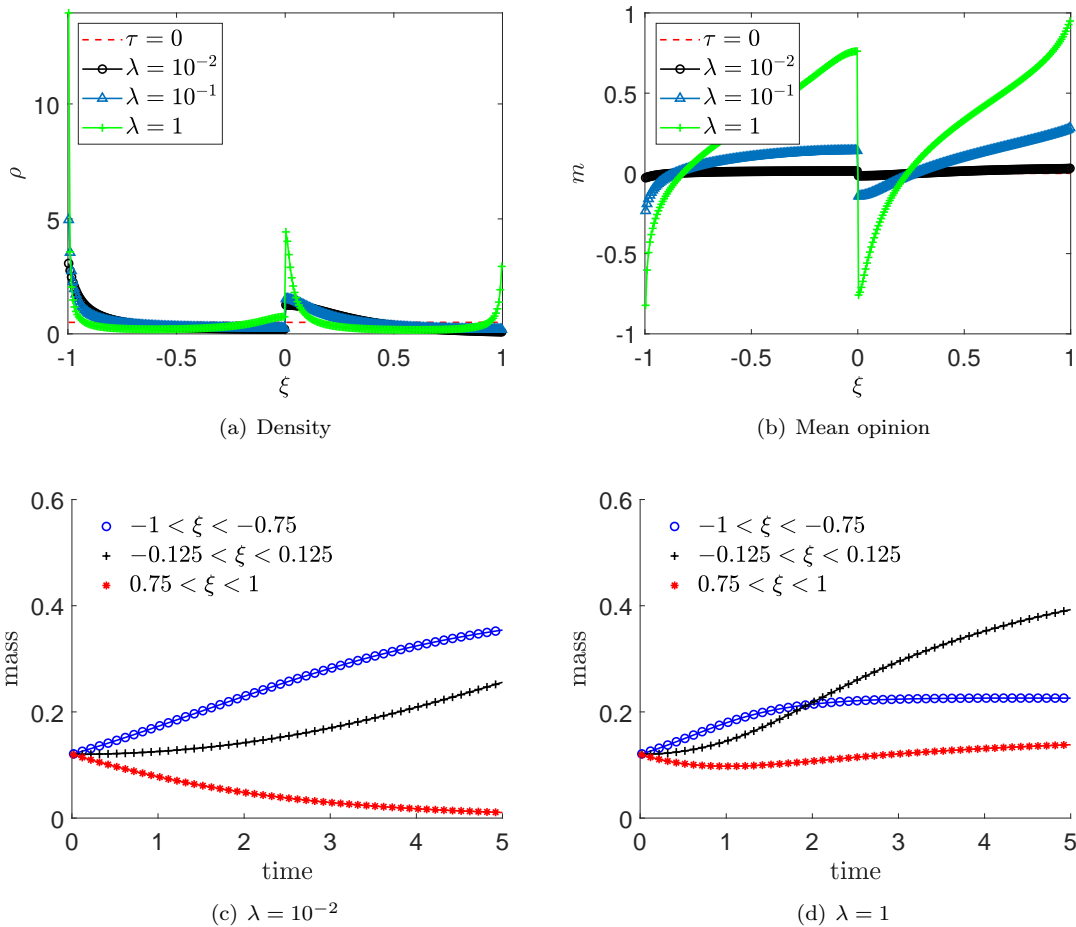 τ = 0
λ = 10⁻²
λ = 10⁻¹
λ = 1
10
5
0
ρ
-1 -0.5 0 0.5 1
ξ
(a) Density
τ = 0
λ = 10⁻²
λ = 10⁻¹
λ = 1
1
0.5
0
-0.5
-1
m
-1 -0.5 0 0.5 1
ξ
(b) Mean opinion
−1 < ξ < −0.75
−0.125 < ξ < 0.125
0.75 < ξ < 1
0.6
0.4
0.2
0
mass
0 1 2 3 4 5
time
(c) λ = 10⁻²
−1 < ξ < −0.75
−0.125 < ξ < 0.125
0.75 < ξ < 1
0.6
0.4
0.2
0
mass
0 1 2 3 4 5
time
(d) λ = 1